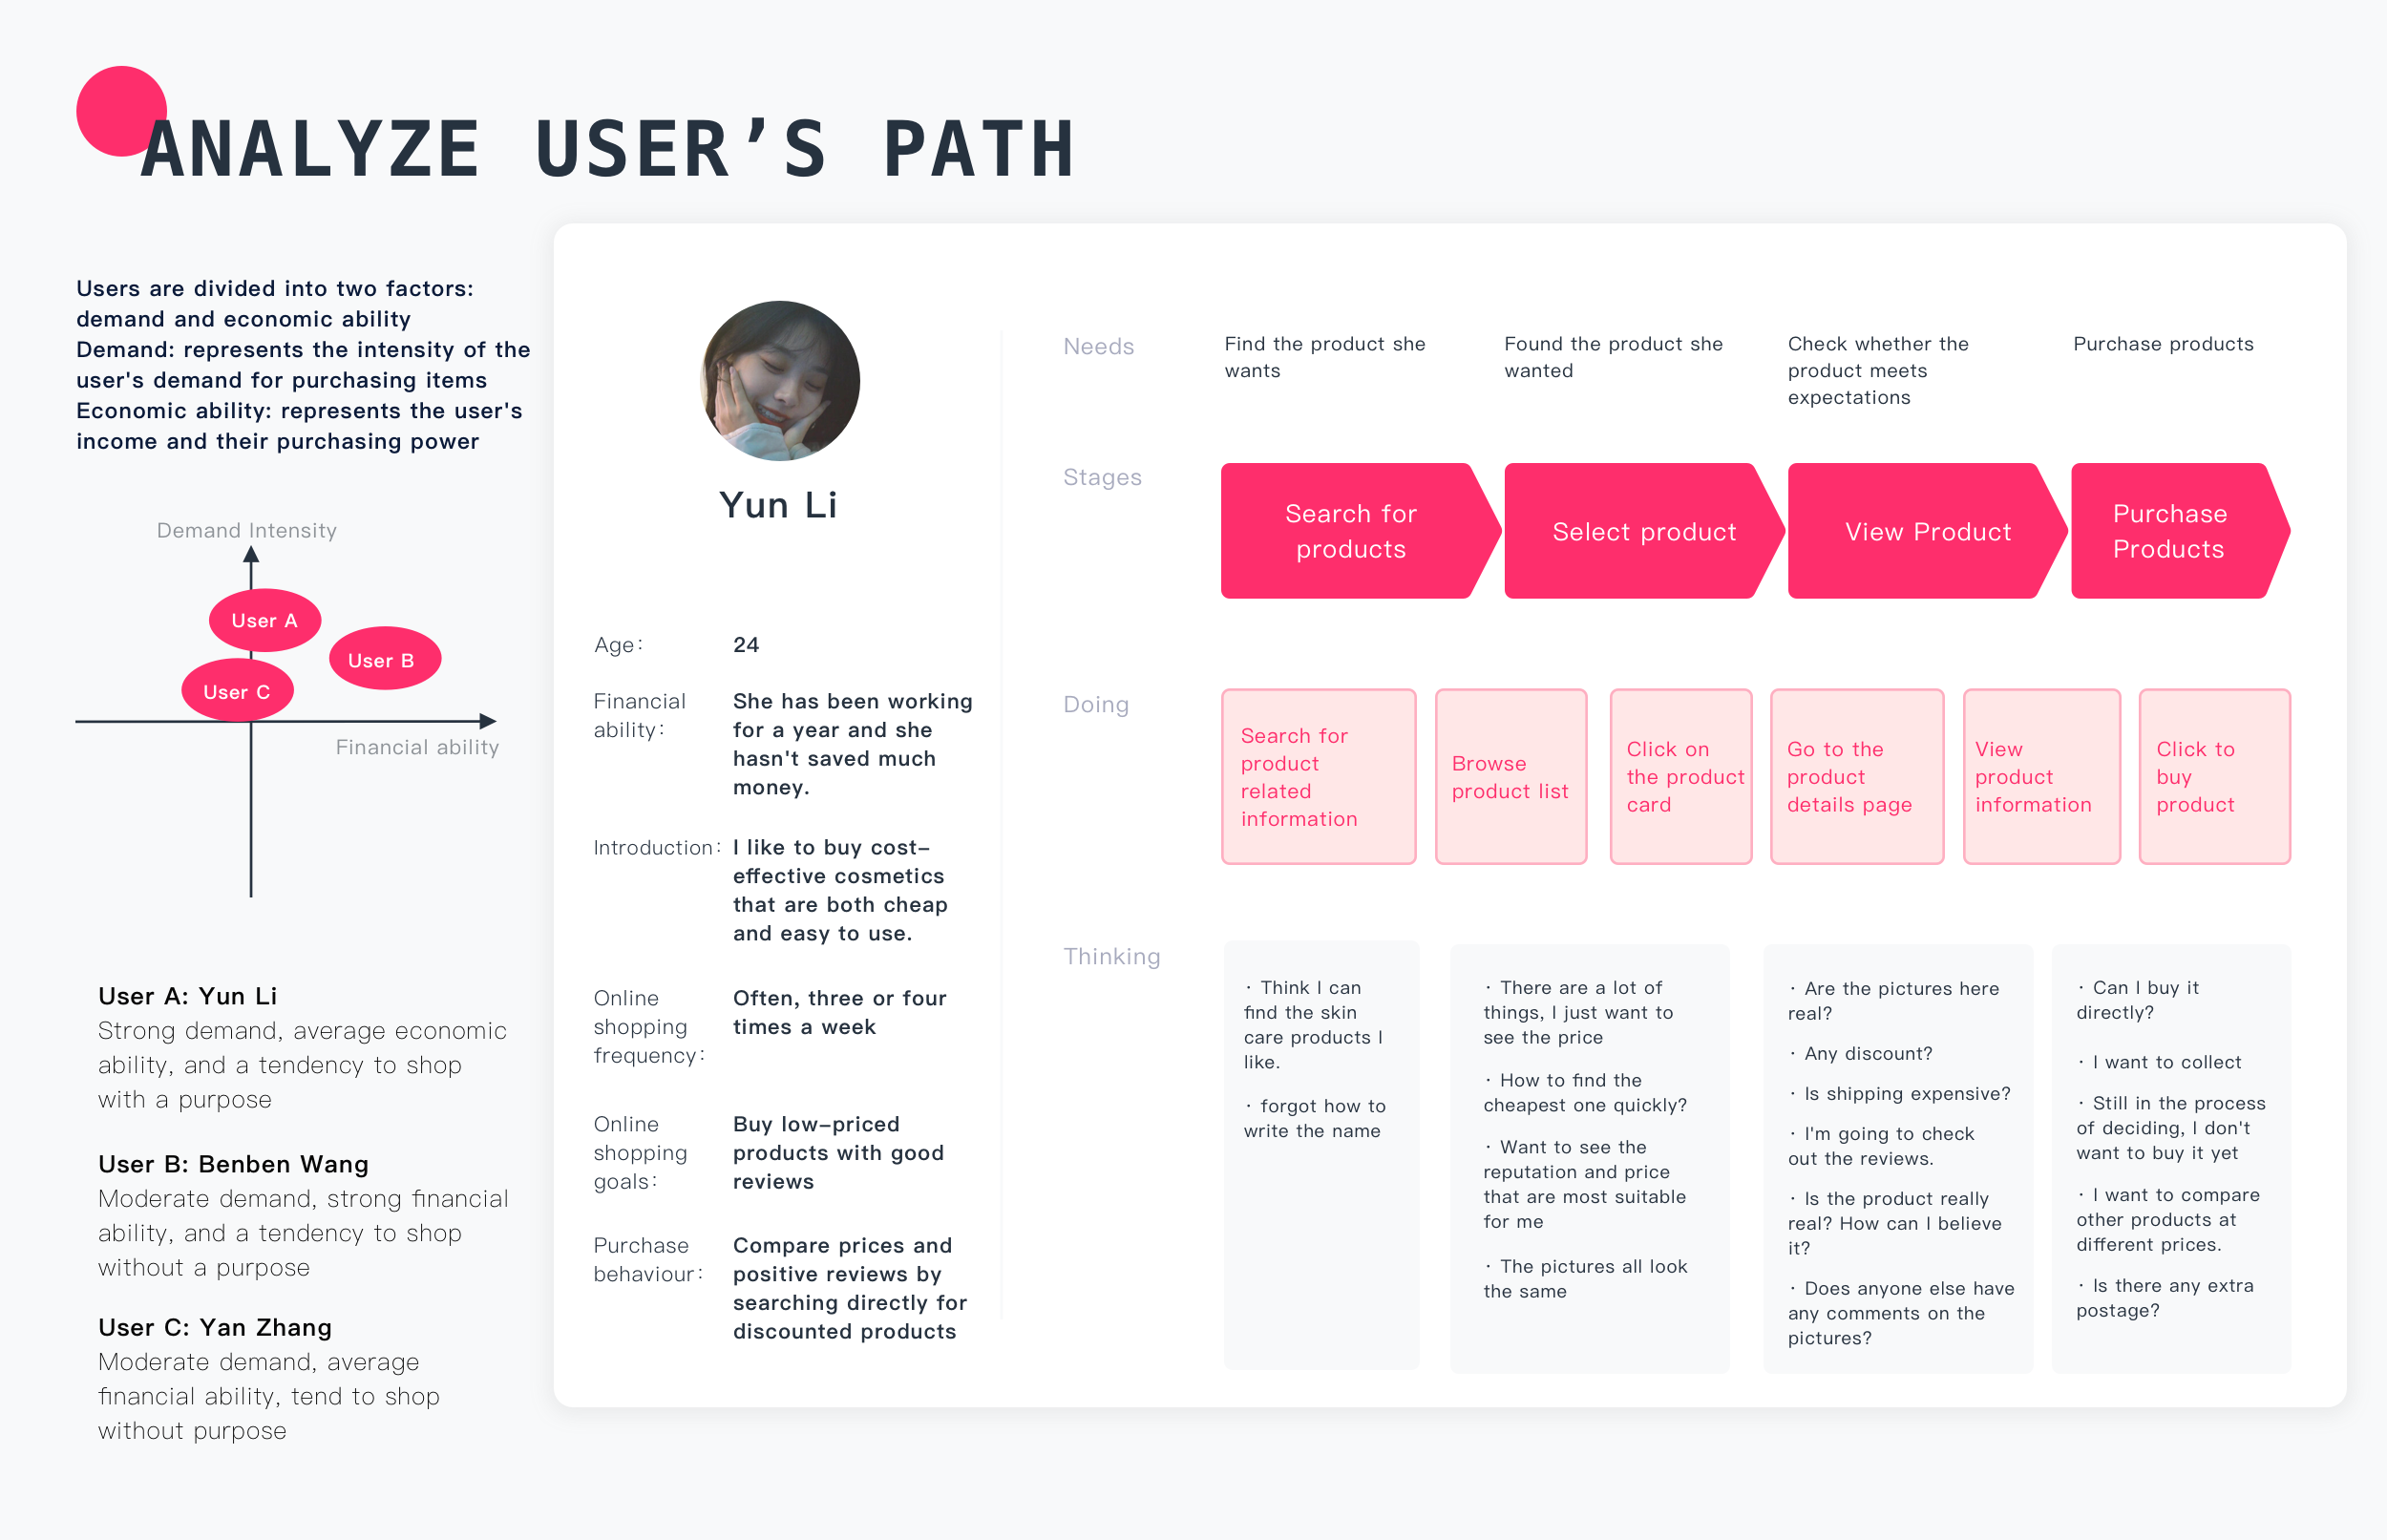 ANALYZE USER’S PATH
Users are divided into two factors:
demand and economic ability
Demand: represents the intensity of the
user's demand for purchasing items
Economic ability: represents the user's
income and their purchasing power
Demand Intensity
User A
User B
User C
Financial ability
User A: Yun Li
Strong demand, average economic
ability, and a tendency to shop
with a purpose
User B: Benben Wang
Moderate demand, strong financial
ability, and a tendency to shop
without a purpose
User C: Yan Zhang
Moderate demand, average
financial ability, tend to shop
without purpose
Yun Li
Age:
24
Financial
ability:
She has been working
for a year and she
hasn't saved much
money.
Introduction:
I like to buy cost-
effective cosmetics
that are both cheap
and easy to use.
Online
shopping
frequency:
Often, three or four
times a week
Online
shopping
goals:
Buy low-priced
products with good
reviews
Purchase
behaviour:
Compare prices and
positive reviews by
searching directly for
discounted products
Needs
Find the product she
wants
Found the product she
wanted
Check whether the
product meets
expectations
Purchase products
Stages
Search for
products
Select product
View Product
Purchase
Products
Doing
Search for
product
related
information
Browse
product list
Click on
the product
card
Go to the
product
details page
View
product
information
Click to
buy
product
Thinking
· Think I can
find the skin
care products I
like.
· forgot how to
write the name
· There are a lot of
things, I just want to
see the price
· How to find the
cheapest one quickly?
· Want to see the
reputation and price
that are most suitable
for me
· The pictures all look
the same
· Are the pictures here
real?
· Any discount?
· Is shipping expensive?
· I'm going to check
out the reviews.
· Is the product really
real? How can I believe
it?
· Does anyone else have
any comments on the
pictures?
· Can I buy it
directly?
· I want to collect
· Still in the process
of deciding, I don't
want to buy it yet
· I want to compare
other products at
different prices.
· Is there any extra
postage?